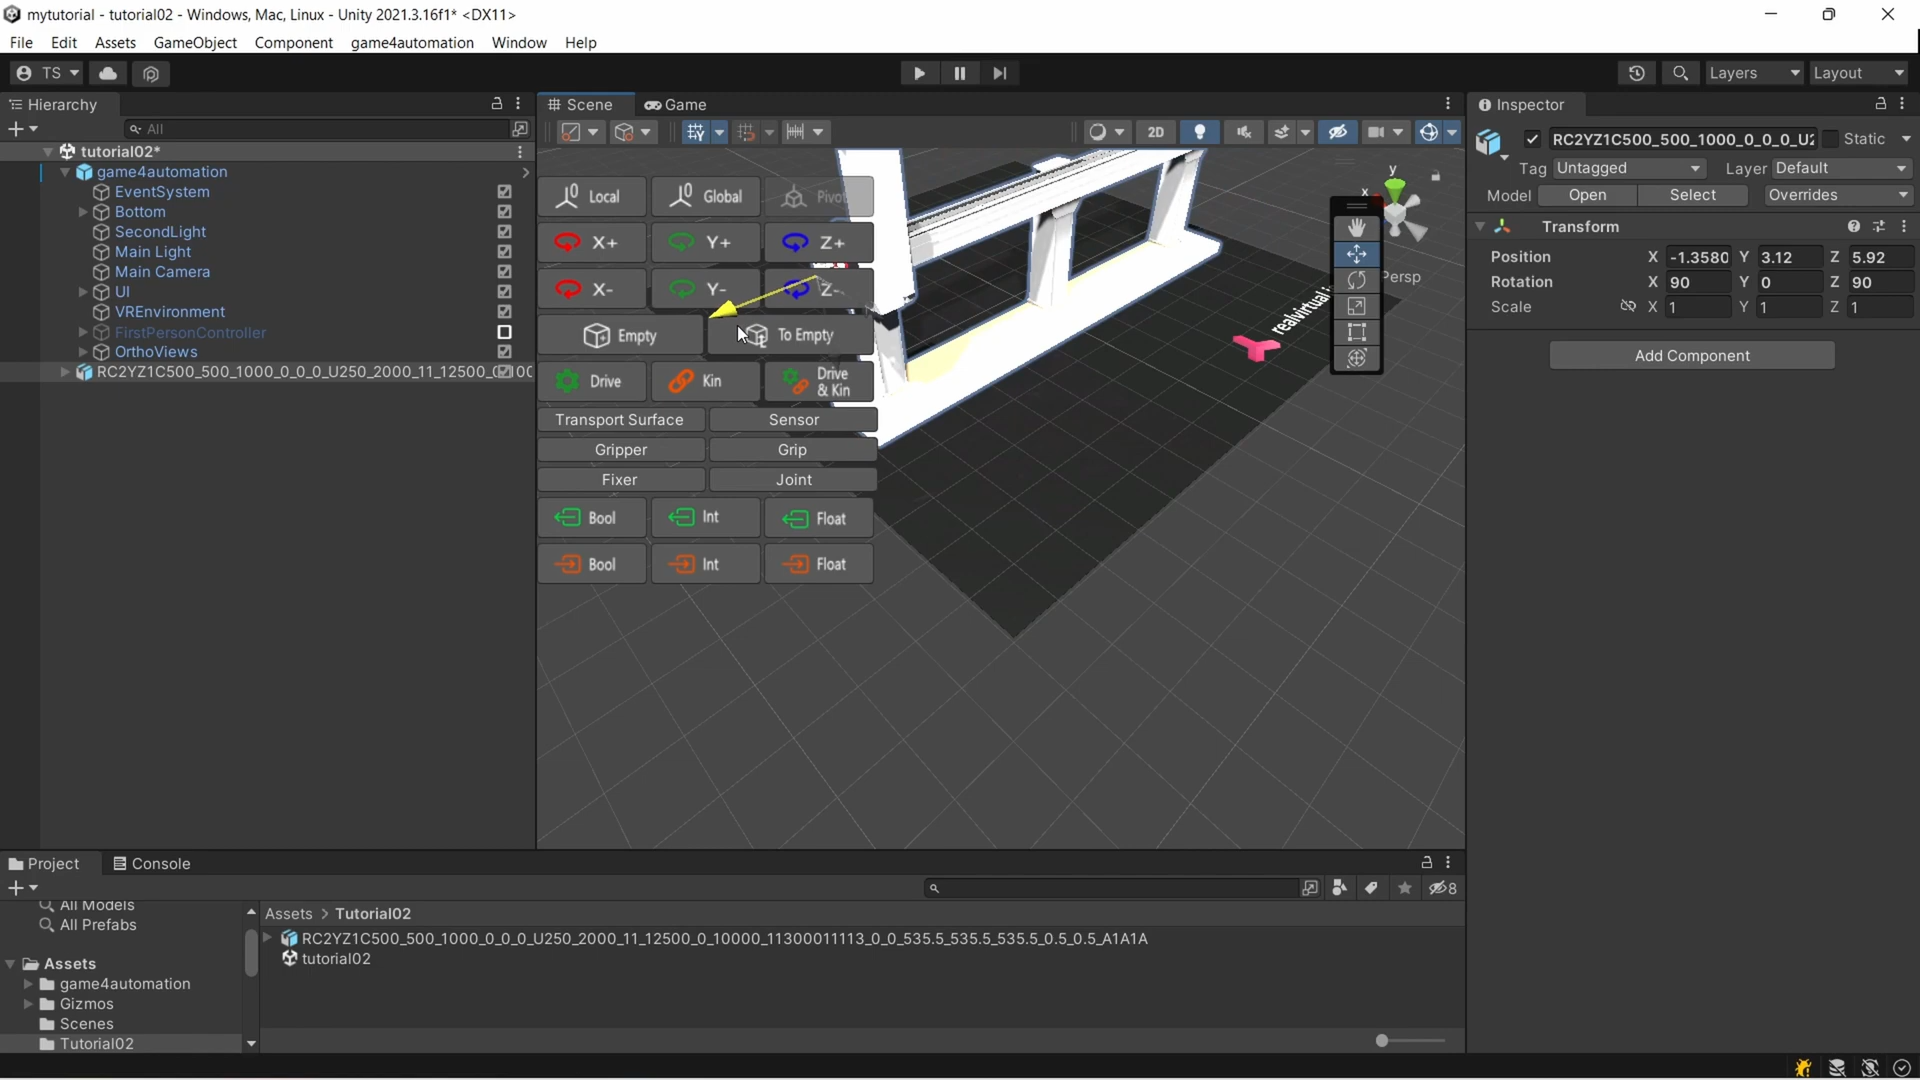 mytutorial - tutorial02 - Windows, Mac, Linux - Unity 2021.3.16f1* <DX11>
File Edit Assets GameObject Component game4automation Window Help
TS
Layers Layout
Hierarchy
All
tutorial02*
game4automation
EventSystem
Bottom
SecondLight
Main Light
Main Camera
UI
VREnvironment
FirstPersonController
OrthoViews
RC2YZ1C500_500_1000_0_0_0_U250_2000_11_12500_0
Scene Game
2D
Local Global Pivot
X+ Y+ Z+
X- Y- Z-
Empty To Empty
Drive Kin Drive & Kin
Transport Surface Sensor
Gripper Grip
Fixer Joint
Bool Int Float
Bool Int Float
y
x
Persp
Inspector
RC2YZ1C500_500_1000_0_0_0_U2 Static
Tag Untagged Layer Default
Model Open Select Overrides
Transform
Position X -1.3580 Y 3.12 Z 5.92
Rotation X 90 Y 0 Z 90
Scale X 1 Y 1 Z 1
Add Component
Project Console
8
All Models
All Prefabs
Assets
game4automation
Gizmos
Scenes
Tutorial02
Assets > Tutorial02
RC2YZ1C500_500_1000_0_0_0_U250_2000_11_12500_0_10000_11300011113_0_0_535.5_535.5_535.5_0.5_0.5_A1A1A
tutorial02